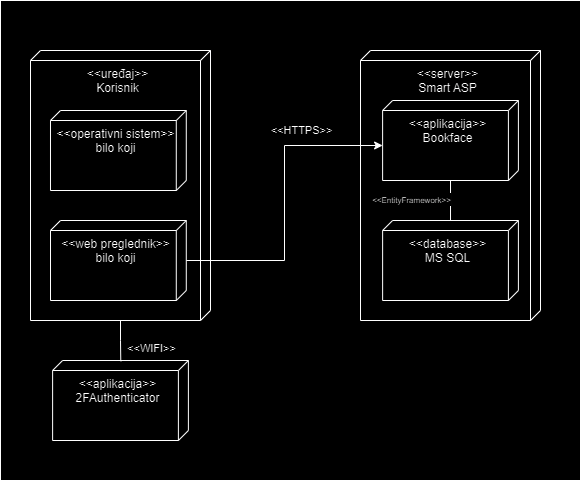 <<uređaj>>
Korisnik
<<operativni sistem>>
bilo koji
<<web preglednik>>
bilo koji
<<WIFI>>
<<aplikacija>>
2FAuthenticator
<<HTTPS>>
<<server>>
Smart ASP
<<aplikacija>>
Bookface
<<EntityFramework>>
<<database>>
MS SQL